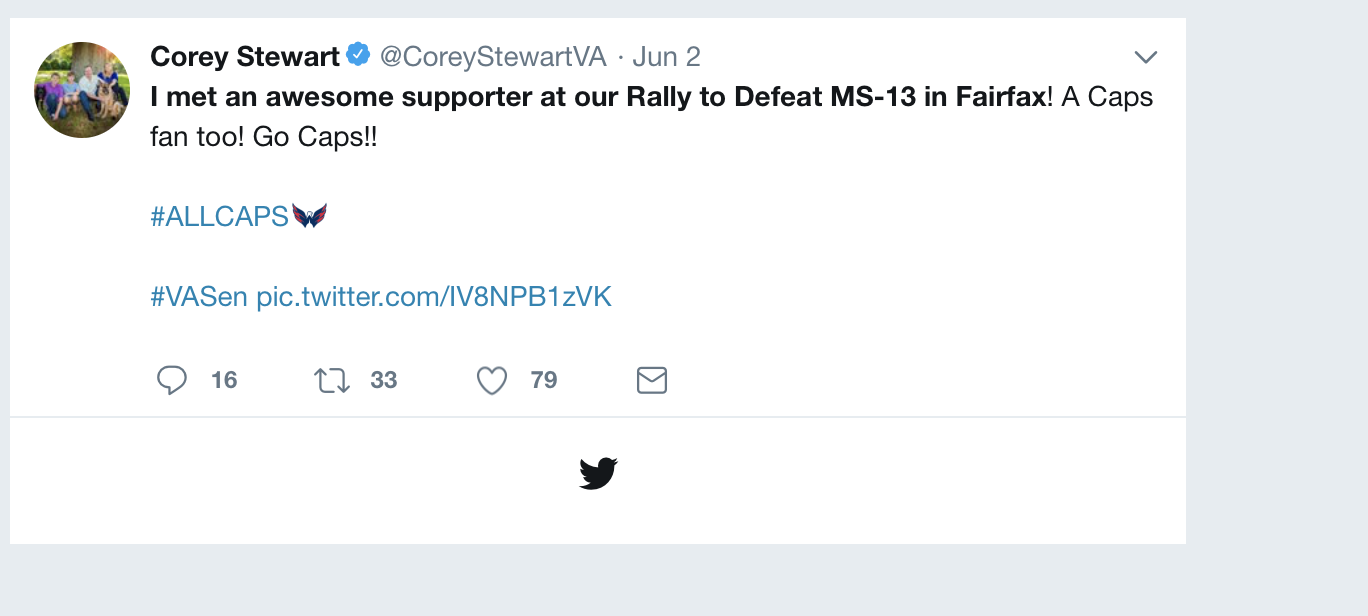 Corey Stewart @CoreyStewartVA · Jun 2
I met an awesome supporter at our Rally to Defeat MS-13 in Fairfax! A Caps
fan too! Go Caps!!
#ALLCAPS
#VASen pic.twitter.com/IV8NPB1zVK
16 33 79